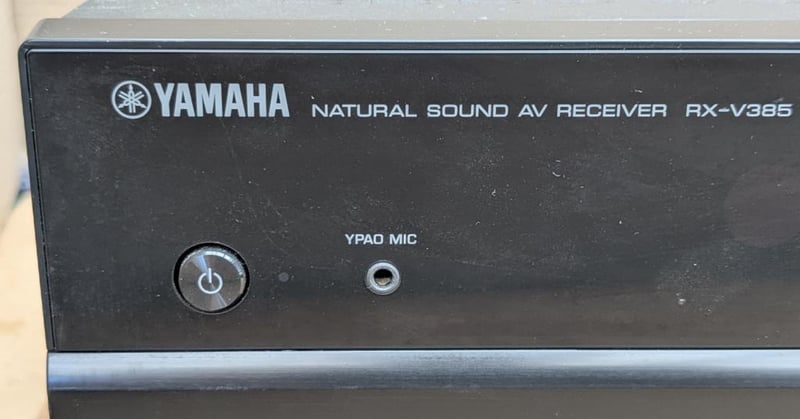 YAMAHA NATURAL SOUND AV RECEIVER RX-V385
YPAO MIC